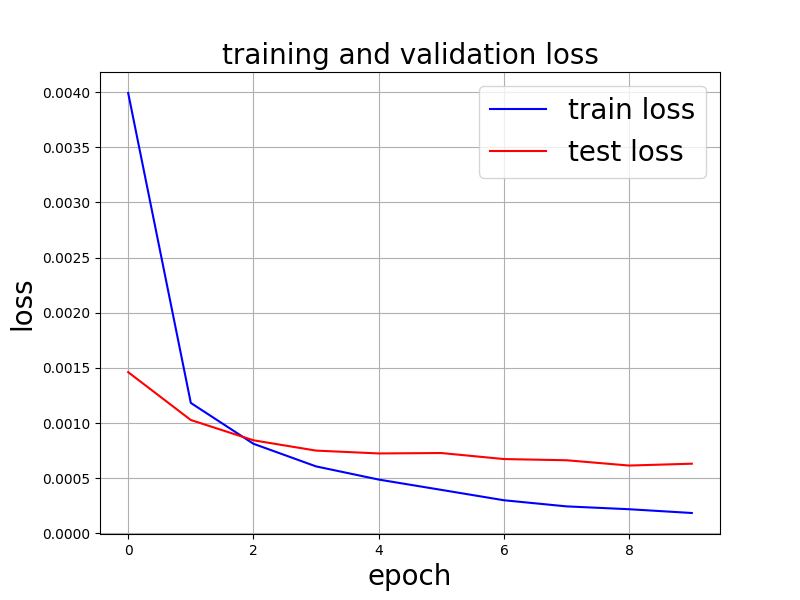 training and validation loss
train loss
test loss
0.0040
0.0035
0.0030
0.0025
0.0020
0.0015
0.0010
0.0005
0.0000
loss
0 2 4 6 8
epoch